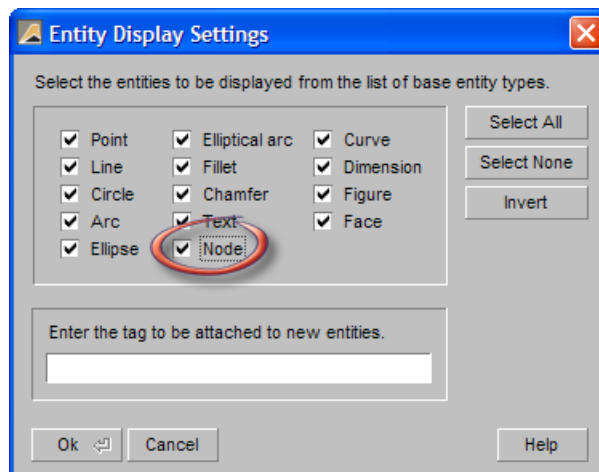 Entity Display Settings
Select the entities to be displayed from the list of base entity types.
Point Elliptical arc Curve
Line Fillet Dimension
Circle Chamfer Figure
Arc Text Face
Ellipse Node
Select All
Select None
Invert
Enter the tag to be attached to new entities.
Ok Cancel Help